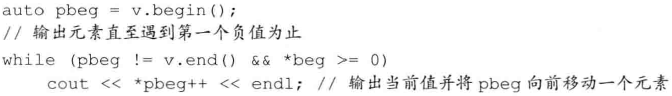 auto pbeg = v.begin();
// 输出元素直至遇到第一个负值为止
while (pbeg != v.end() && *beg >= 0)
    cout << *pbeg++ << endl; // 输出当前值并将 pbeg 向前移动一个元素